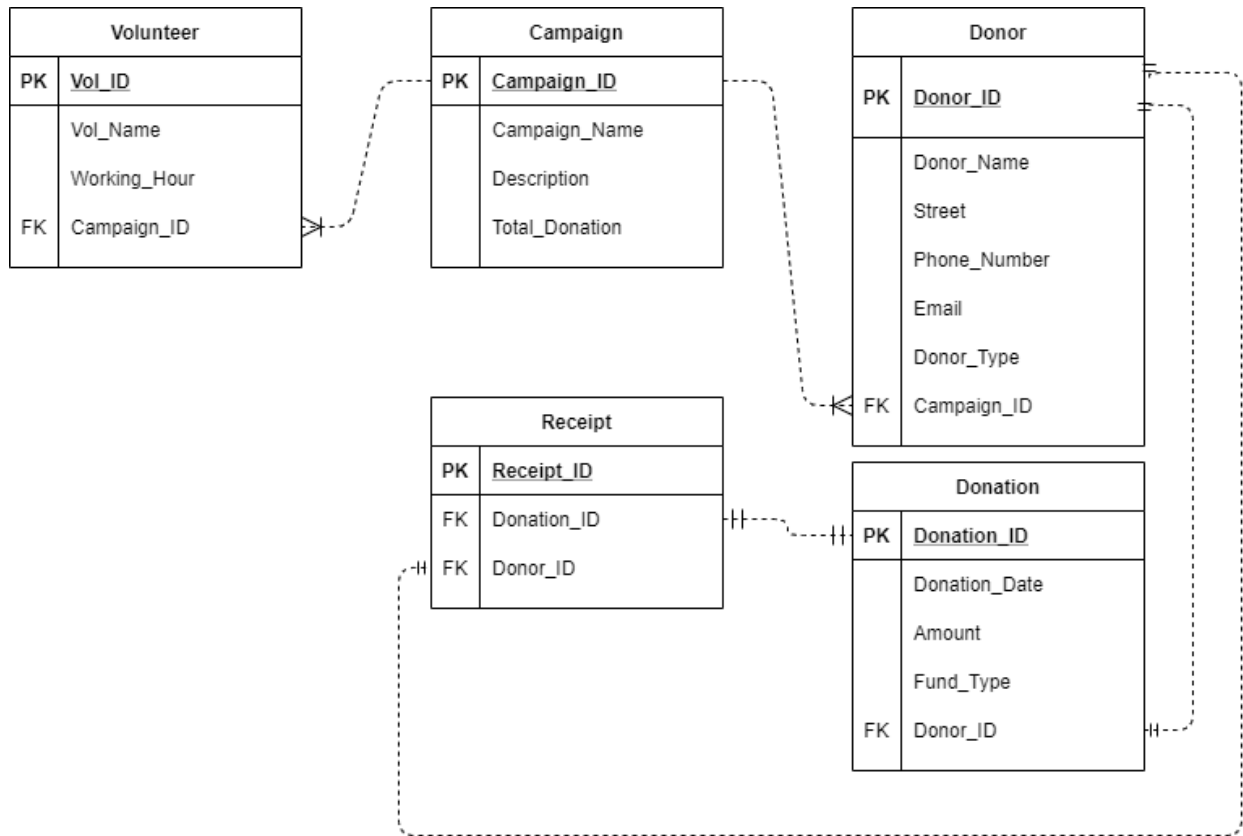 Volunteer
PK Vol_ID
Vol_Name
Working_Hour
FK Campaign_ID
Campaign
PK Campaign_ID
Campaign_Name
Description
Total_Donation
Donor
PK Donor_ID
Donor_Name
Street
Phone_Number
Email
Donor_Type
FK Campaign_ID
Receipt
PK Receipt_ID
FK Donation_ID
FK Donor_ID
Donation
PK Donation_ID
Donation_Date
Amount
Fund_Type
FK Donor_ID